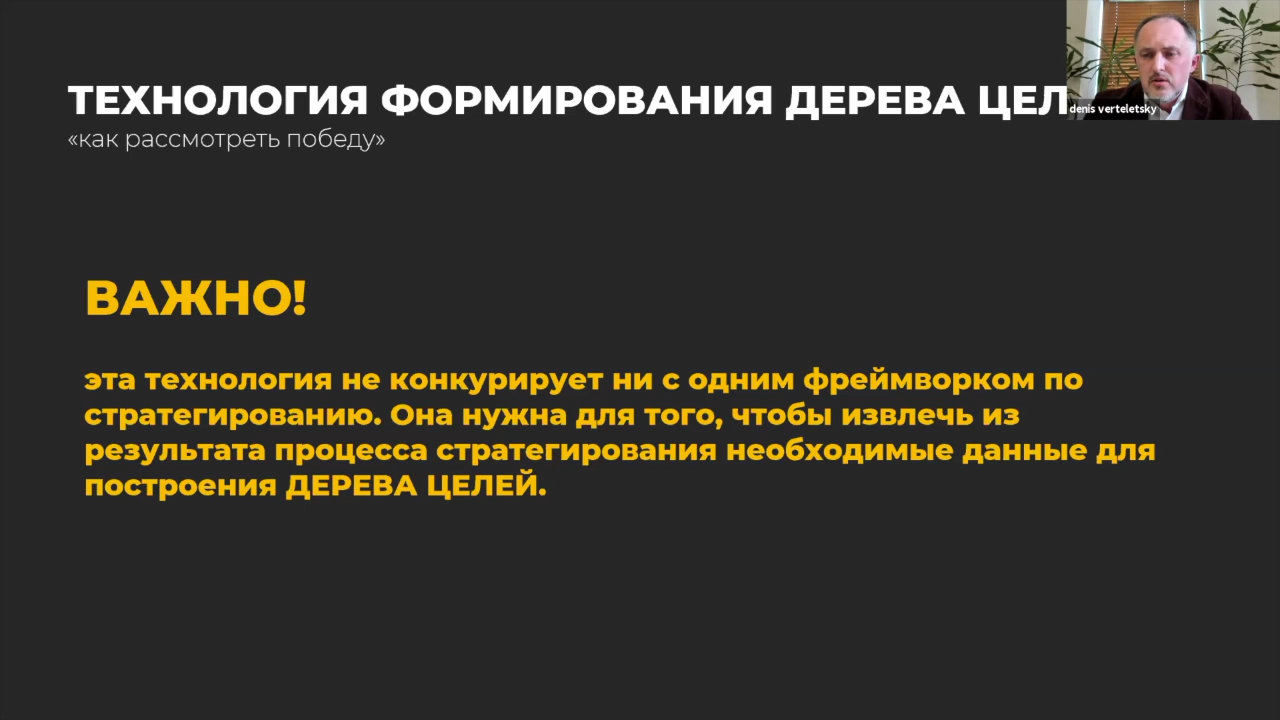 ТЕХНОЛОГИЯ ФОРМИРОВАНИЯ ДЕРЕВА ЦЕЛ
«как рассмотреть победу»
denis verteletsky
ВАЖНО!
эта технология не конкурирует ни с одним фреймворком по
стратегированию. Она нужна для того, чтобы извлечь из
результата процесса стратегирования необходимые данные для
построения ДЕРЕВА ЦЕЛЕЙ.